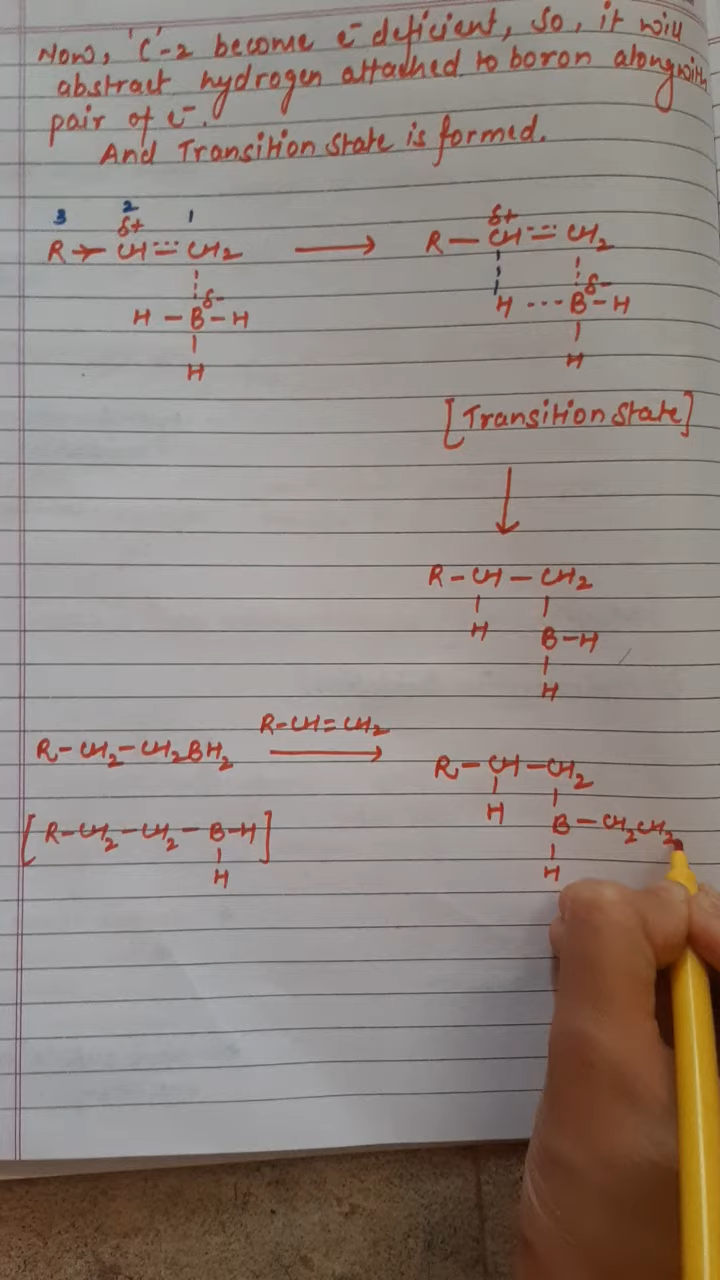 Now, 'C'-2 become e⁻ deficient, so, it will
abstract hydrogen attached to boron alongwith
pair of e⁻.
And Transition state is formed.
3 2 1
δ+ δ+
R → CH ⋯ CH₂ ⟶ R — CH ⋯ CH₂
δ- δ-
H — B — H H ⋯ B — H
H H
[Transition state]
↓
R — CH — CH₂
H B — H
H
R-CH=CH₂
R-CH₂-CH₂BH₂ ⟶ R — CH — CH₂
H
[R-CH₂-CH₂-B-H] B — CH₂CH₂
H H